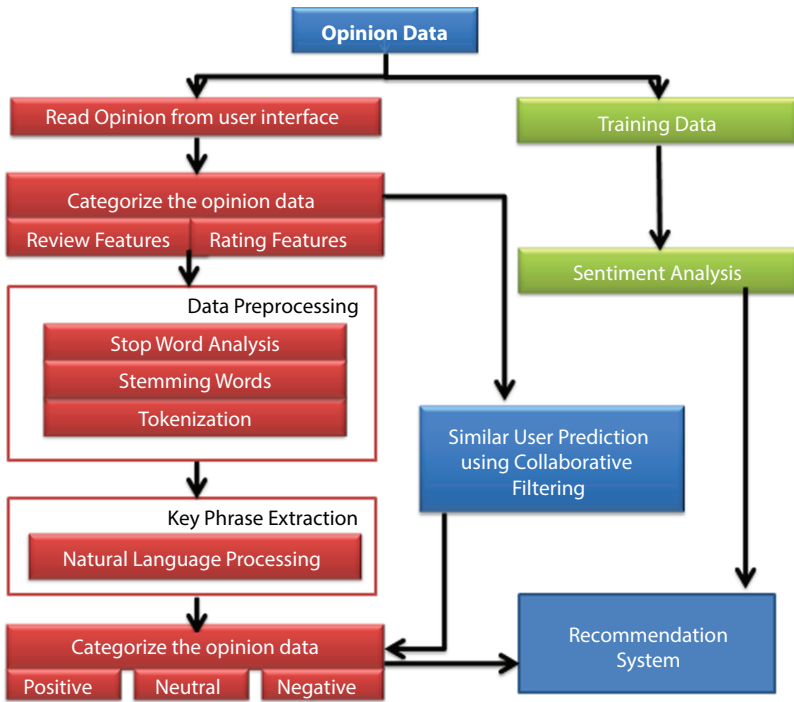 Opinion Data
Read Opinion from user interface
Training Data
Categorize the opinion data
Review Features
Rating Features
Sentiment Analysis
Data Preprocessing
Stop Word Analysis
Stemming Words
Tokenization
Similar User Prediction
using Collaborative
Filtering
Key Phrase Extraction
Natural Language Processing
Categorize the opinion data
Positive
Neutral
Negative
Recommendation
System